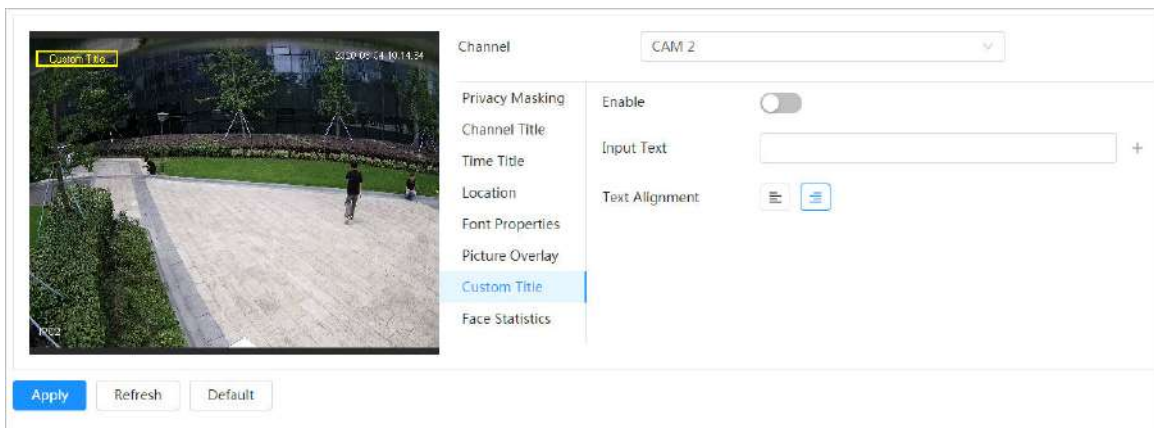 Custom Title
Channel
CAM 2
Privacy Masking
Channel Title
Time Title
Location
Font Properties
Picture Overlay
Custom Title
Face Statistics
Enable
Input Text
Text Alignment
Apply
Refresh
Default